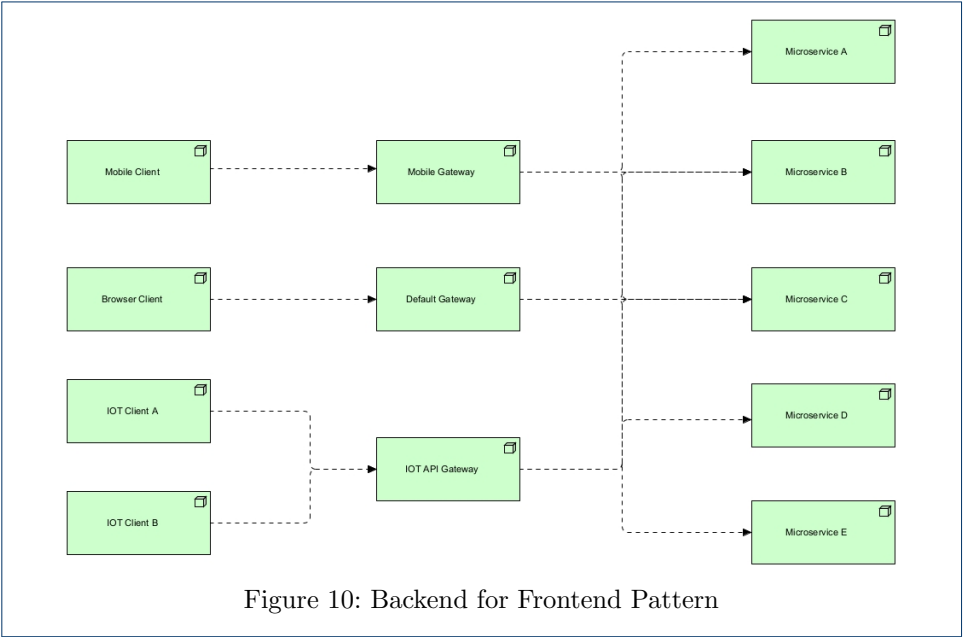 Microservice A
Mobile Client
Mobile Gateway
Microservice B
Browser Client
Default Gateway
Microservice C
IOT Client A
Microservice D
IOT API Gateway
IOT Client B
Microservice E
Figure 10: Backend for Frontend Pattern